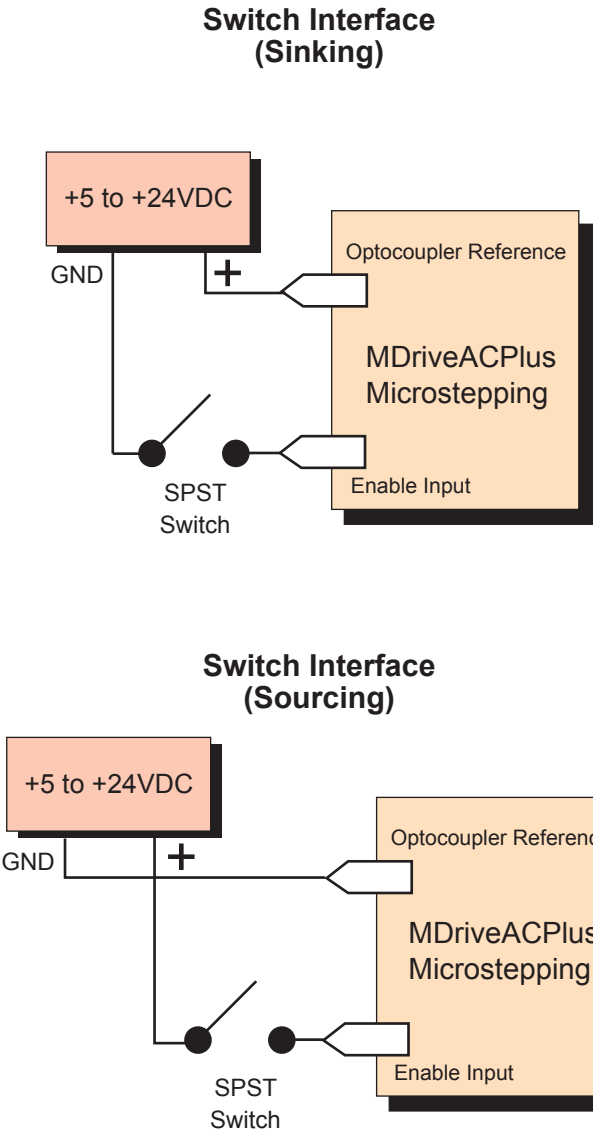 Switch Interface
(Sinking)
+5 to +24VDC
GND
+
Optocoupler Reference
MDriveACPlus
Microstepping
SPST
Switch
Enable Input
Switch Interface
(Sourcing)
+5 to +24VDC
GND
+
Optocoupler Referenc
MDriveACPlus
Microstepping
SPST
Switch
Enable Input